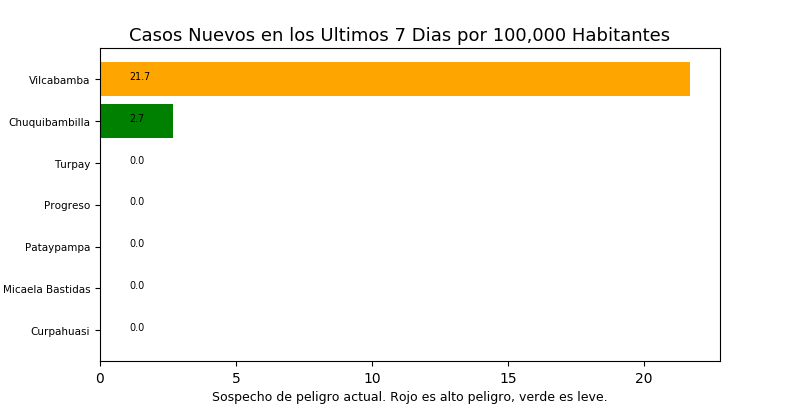 Casos Nuevos en los Ultimos 7 Dias por 100,000 Habitantes
Vilcabamba 21.7
Chuquibambilla 2.7
Turpay 0.0
Progreso 0.0
Pataypampa 0.0
Micaela Bastidas 0.0
Curpahuasi 0.0
0 5 10 15 20
Sospecho de peligro actual. Rojo es alto peligro, verde es leve.